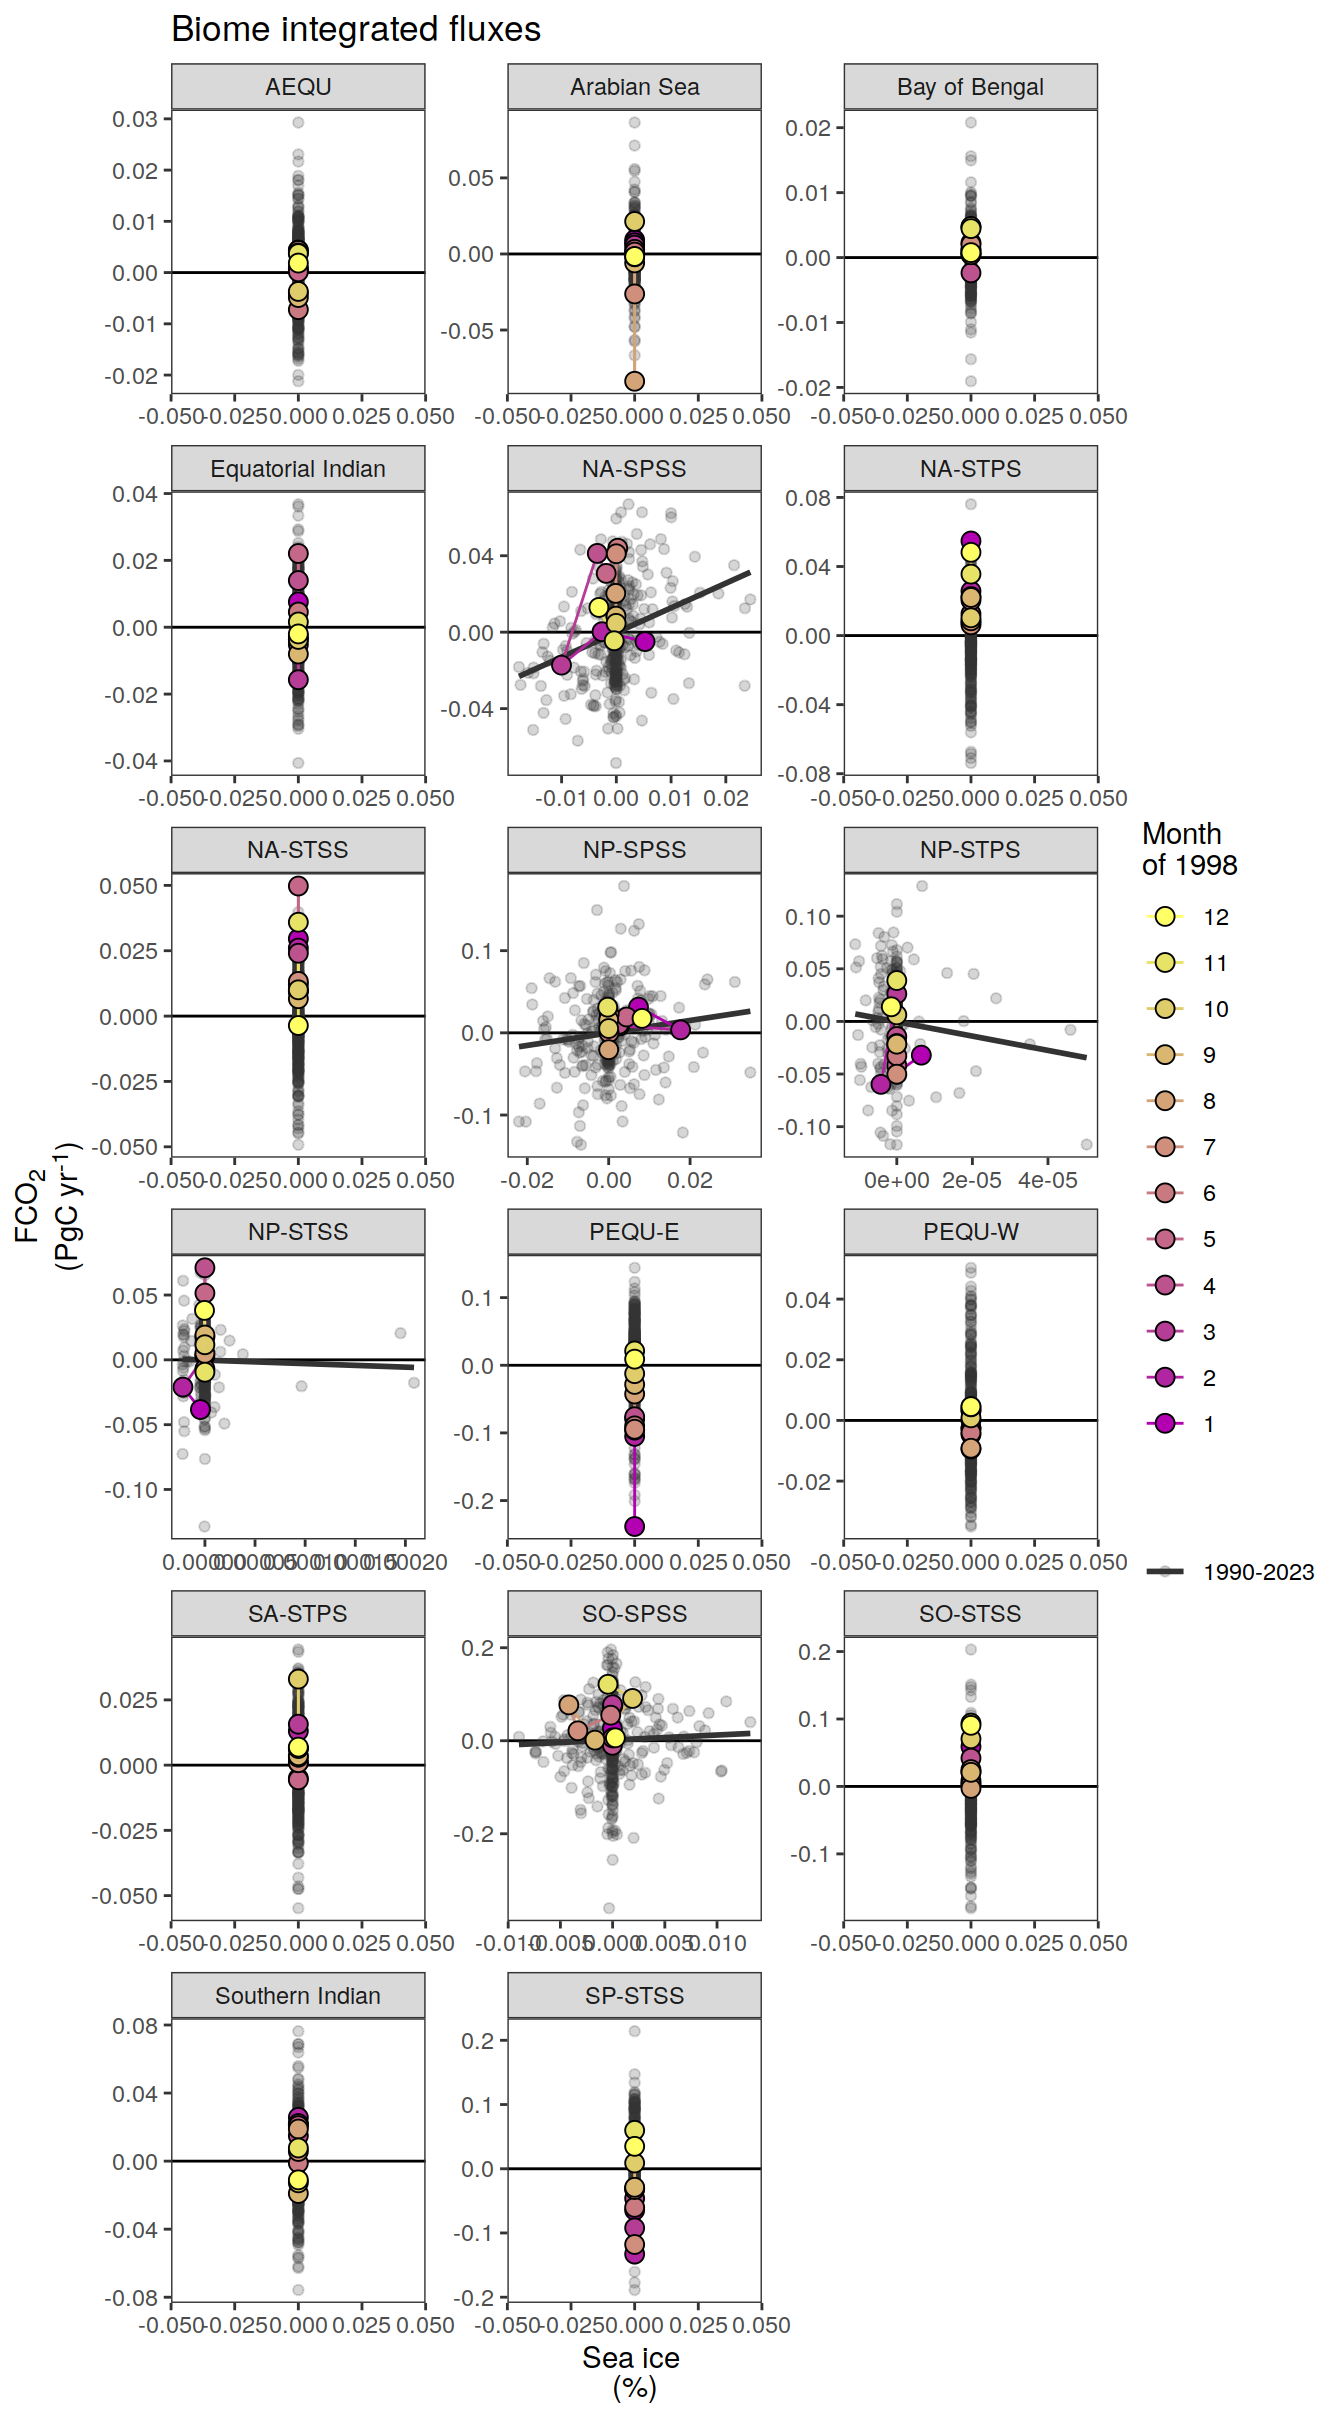 Biome integrated fluxes
AEQU
Arabian Sea
Bay of Bengal
0.03
0.02
0.01
0.00
-0.01
-0.02
0.05
0.00
-0.05
0.02
0.01
0.00
-0.01
-0.02
-0.050 -0.025 0.000 0.025 0.050
-0.050 -0.025 0.000 0.025 0.050
-0.050 -0.025 0.000 0.025 0.050
Equatorial Indian
NA-SPSS
NA-STPS
0.04
0.02
0.00
-0.02
-0.04
0.04
0.00
-0.04
0.08
0.04
0.00
-0.04
-0.08
-0.050 -0.025 0.000 0.025 0.050
-0.01 0.00 0.01 0.02
-0.050 -0.025 0.000 0.025 0.050
NA-STSS
NP-SPSS
NP-STPS
0.050
0.025
0.000
-0.025
-0.050
0.1
0.0
-0.1
0.10
0.05
0.00
-0.05
-0.10
-0.050 -0.025 0.000 0.025 0.050
-0.02 0.00 0.02
0e+00 2e-05 4e-05
NP-STSS
PEQU-E
PEQU-W
0.05
0.00
-0.05
-0.10
0.1
0.0
-0.1
-0.2
0.04
0.02
0.00
-0.02
0.00000 0.00005 0.00010 0.00015 0.00020
-0.050 -0.025 0.000 0.025 0.050
-0.050 -0.025 0.000 0.025 0.050
SA-STPS
SO-SPSS
SO-STSS
0.025
0.000
-0.025
-0.050
0.2
0.0
-0.2
0.2
0.1
0.0
-0.1
-0.050 -0.025 0.000 0.025 0.050
-0.010 -0.005 0.000 0.005 0.010
-0.050 -0.025 0.000 0.025 0.050
Southern Indian
SP-STSS
0.08
0.04
0.00
-0.04
-0.08
0.2
0.1
0.0
-0.1
-0.2
-0.050 -0.025 0.000 0.025 0.050
-0.050 -0.025 0.000 0.025 0.050
Sea ice
(%)
FCO2
(PgC yr-1)
Month
of 1998
12
11
10
9
8
7
6
5
4
3
2
1
1990-2023